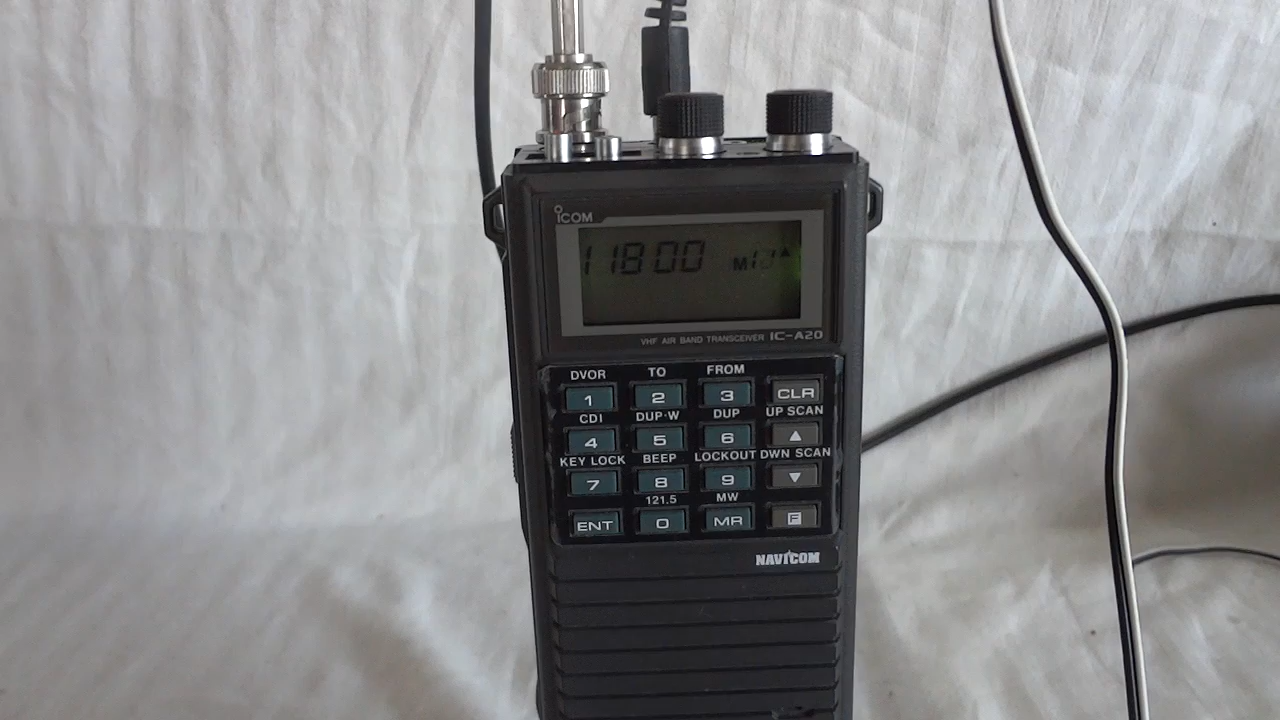 ICOM
118.00 M10
VHF AIR BAND TRANSCEIVER IC-A20
DVOR TO FROM
1 2 3 CLR
CDI DUP·W DUP UP SCAN
4 5 6 ▲
KEY LOCK BEEP LOCKOUT DWN SCAN
7 8 9 ▼
121.5 MW
ENT 0 MR F
NAVICOM